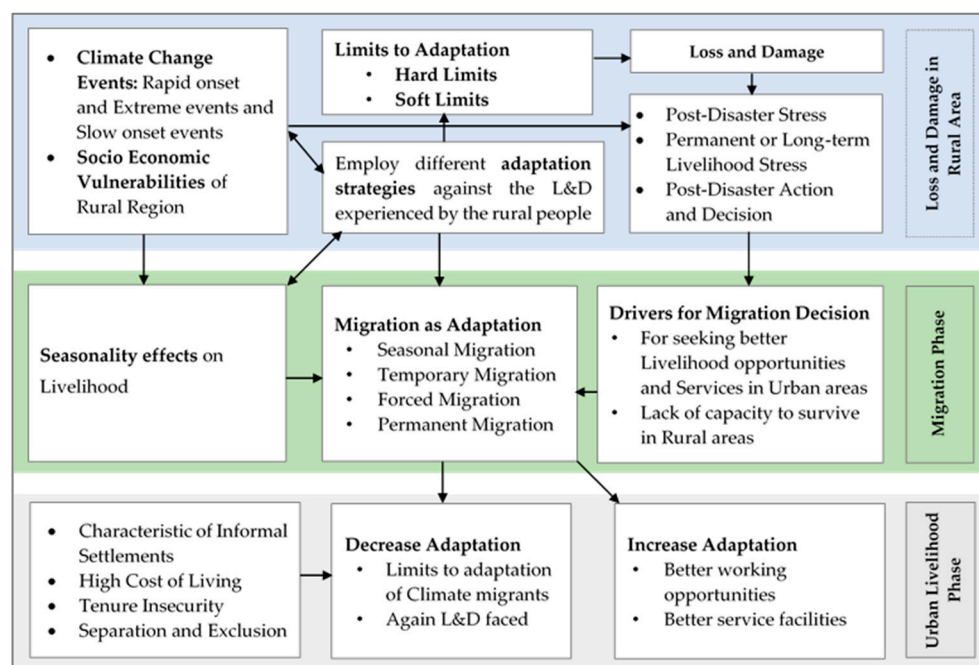 • Climate Change
Events: Rapid onset
and Extreme events and
Slow onset events
• Socio Economic
Vulnerabilities of
Rural Region
Limits to Adaptation
• Hard Limits
• Soft Limits
Loss and Damage
Employ different adaptation
strategies against the L&D
experienced by the rural people
• Post-Disaster Stress
• Permanent or Long-term
Livelihood Stress
• Post-Disaster Action
and Decision
Loss and Damage in
Rural Area
Seasonality effects on
Livelihood
Migration as Adaptation
• Seasonal Migration
• Temporary Migration
• Forced Migration
• Permanent Migration
Drivers for Migration Decision
• For seeking better
Livelihood opportunities
and Services in Urban areas
• Lack of capacity to survive
in Rural areas
Migration Phase
• Characteristic of Informal
Settlements
• High Cost of Living
• Tenure Insecurity
• Separation and Exclusion
Decrease Adaptation
• Limits to adaptation
of Climate migrants
• Again L&D faced
Increase Adaptation
• Better working
opportunities
• Better service facilities
Urban Livelihood
Phase